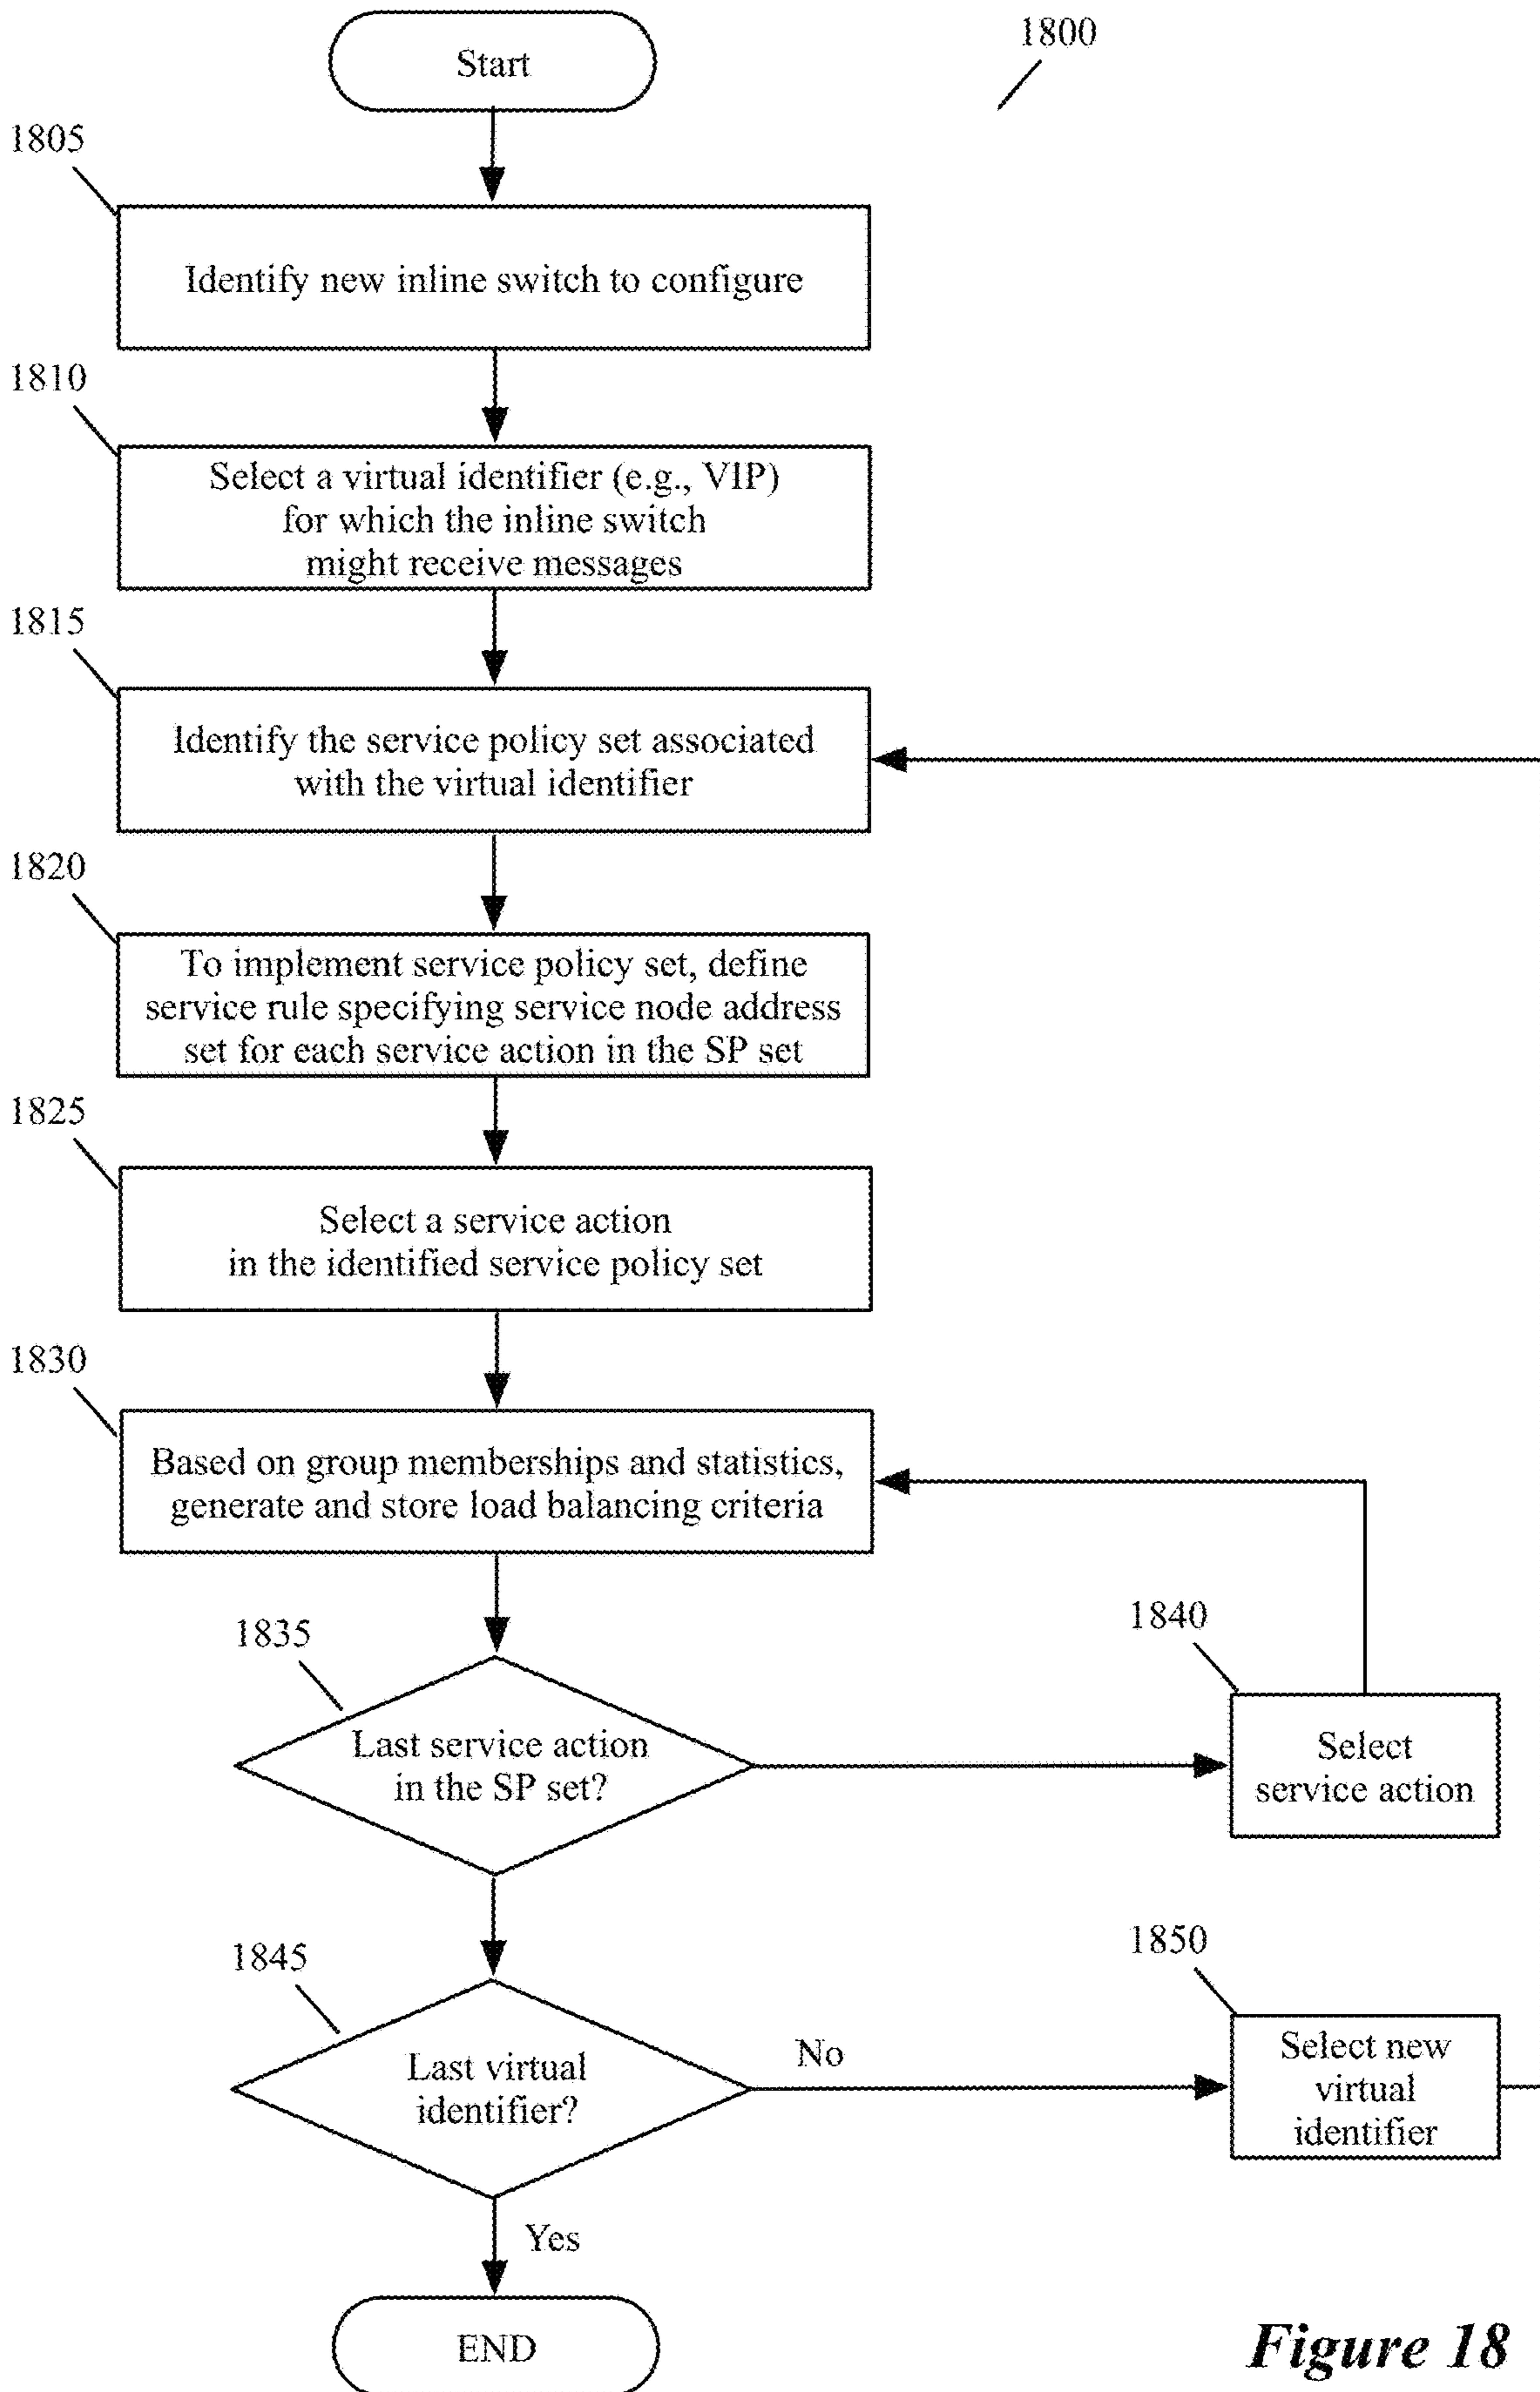 Start
1800
1805
Identify new inline switch to configure
1810
Select a virtual identifier (e.g., VIP)
for which the inline switch
might receive messages
1815
Identify the service policy set associated
with the virtual identifier
1820
To implement service policy set, define
service rule specifying service node address
set for each service action in the SP set
1825
Select a service action
in the identified service policy set
1830
Based on group memberships and statistics,
generate and store load balancing criteria
1835
Last service action
in the SP set?
1840
Select
service action
1845
Last virtual
identifier?
No
1850
Select new
virtual
identifier
Yes
END
Figure 18